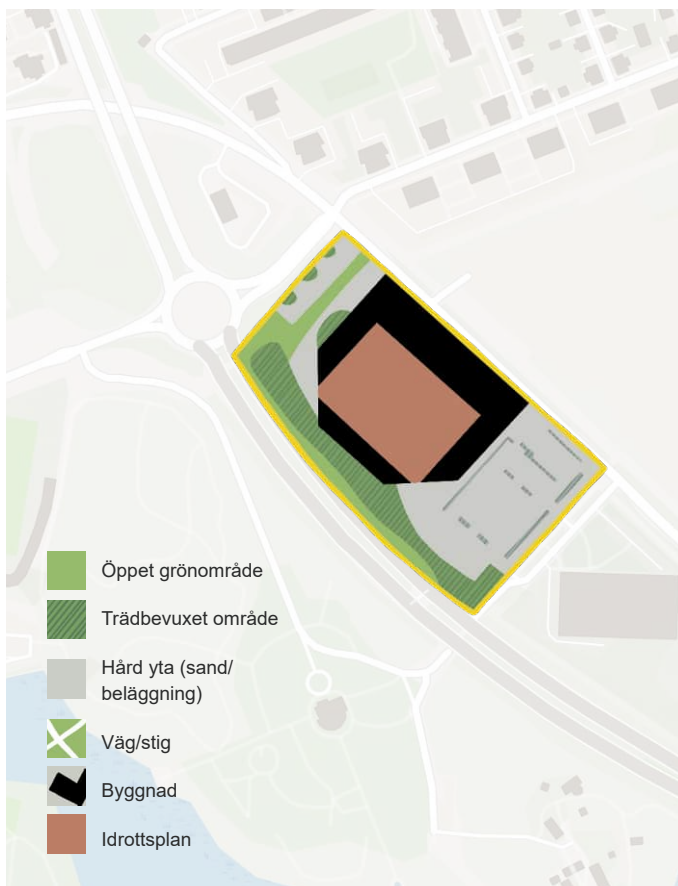 Öppet grönområde
Trädbevuxet område
Hård yta (sand/
beläggning)
Väg/stig
Byggnad
Idrottsplan